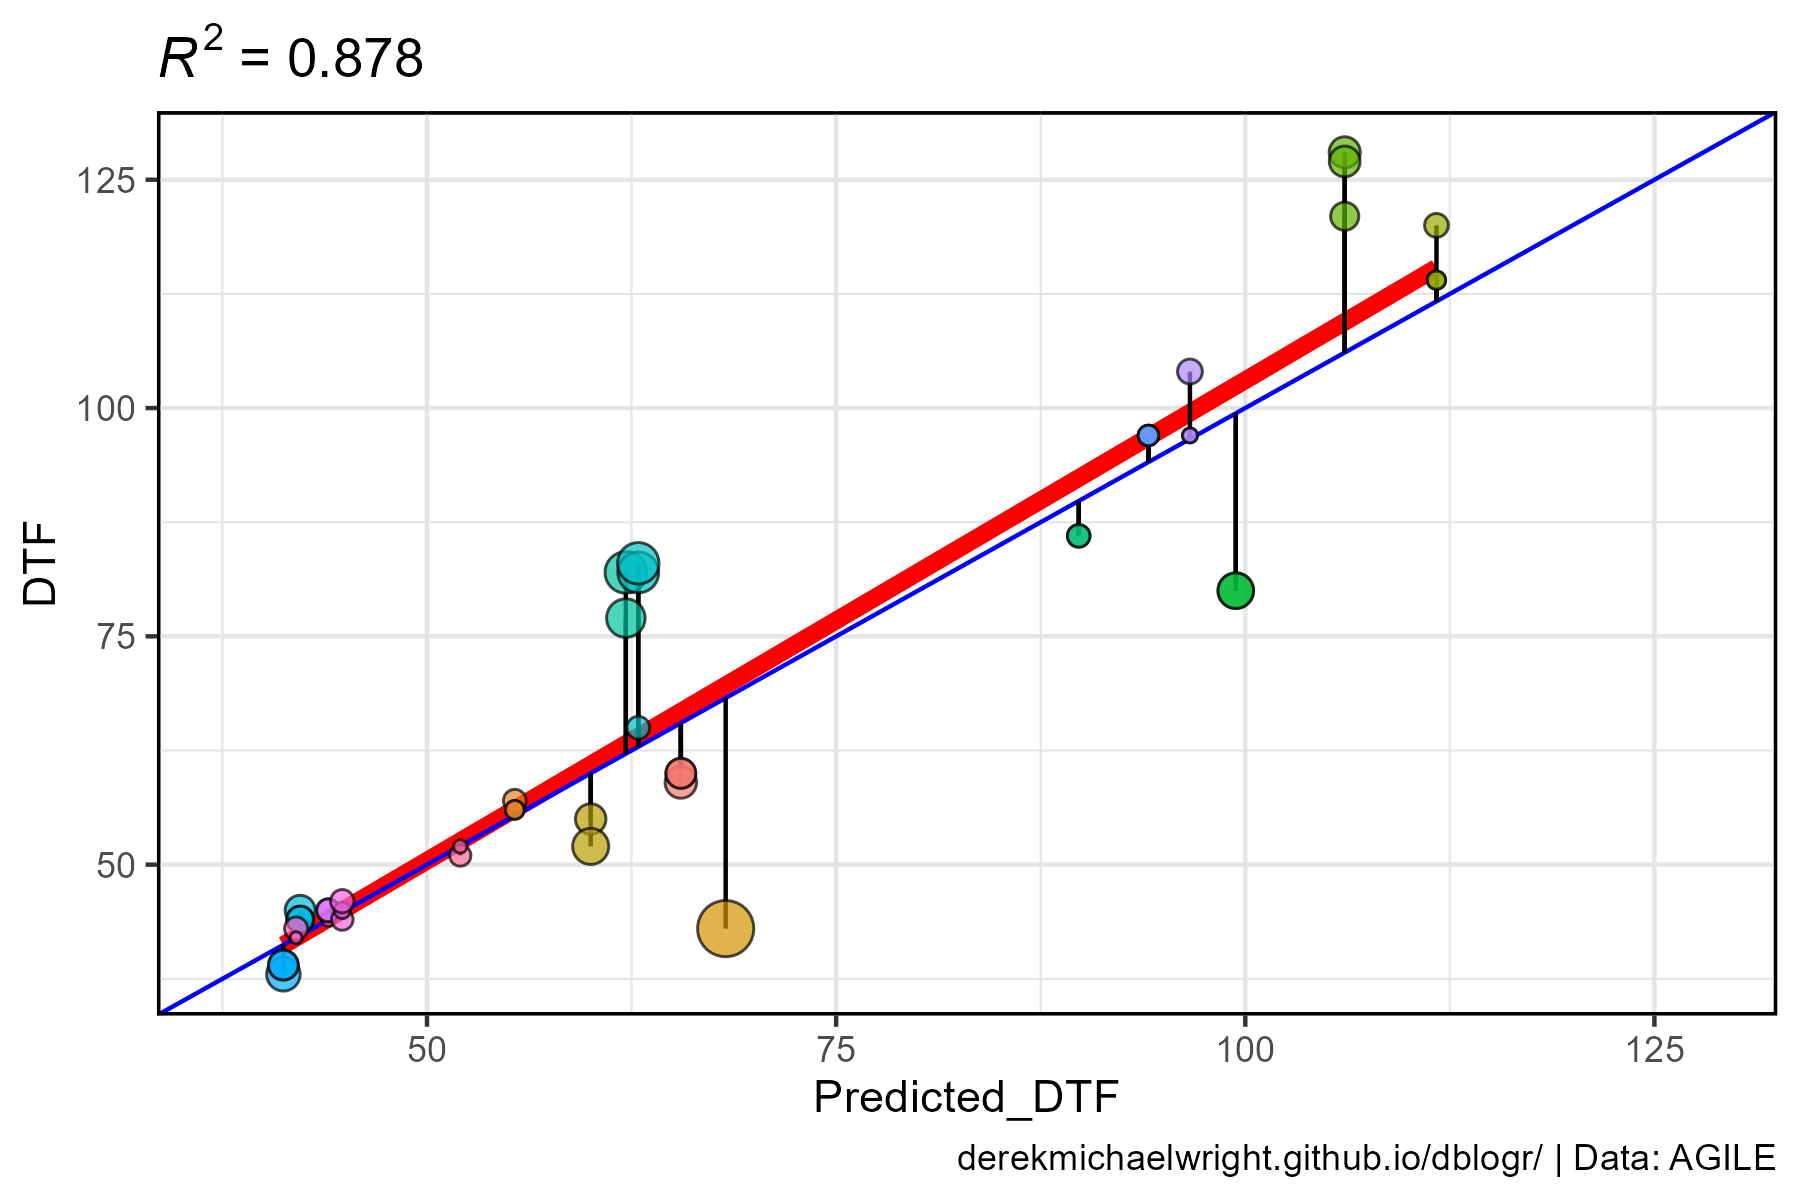 R² = 0.878
125
100
75
50
DTF
50 75 100 125
Predicted_DTF
derekmichaelwright.github.io/dblogr/ | Data: AGILE